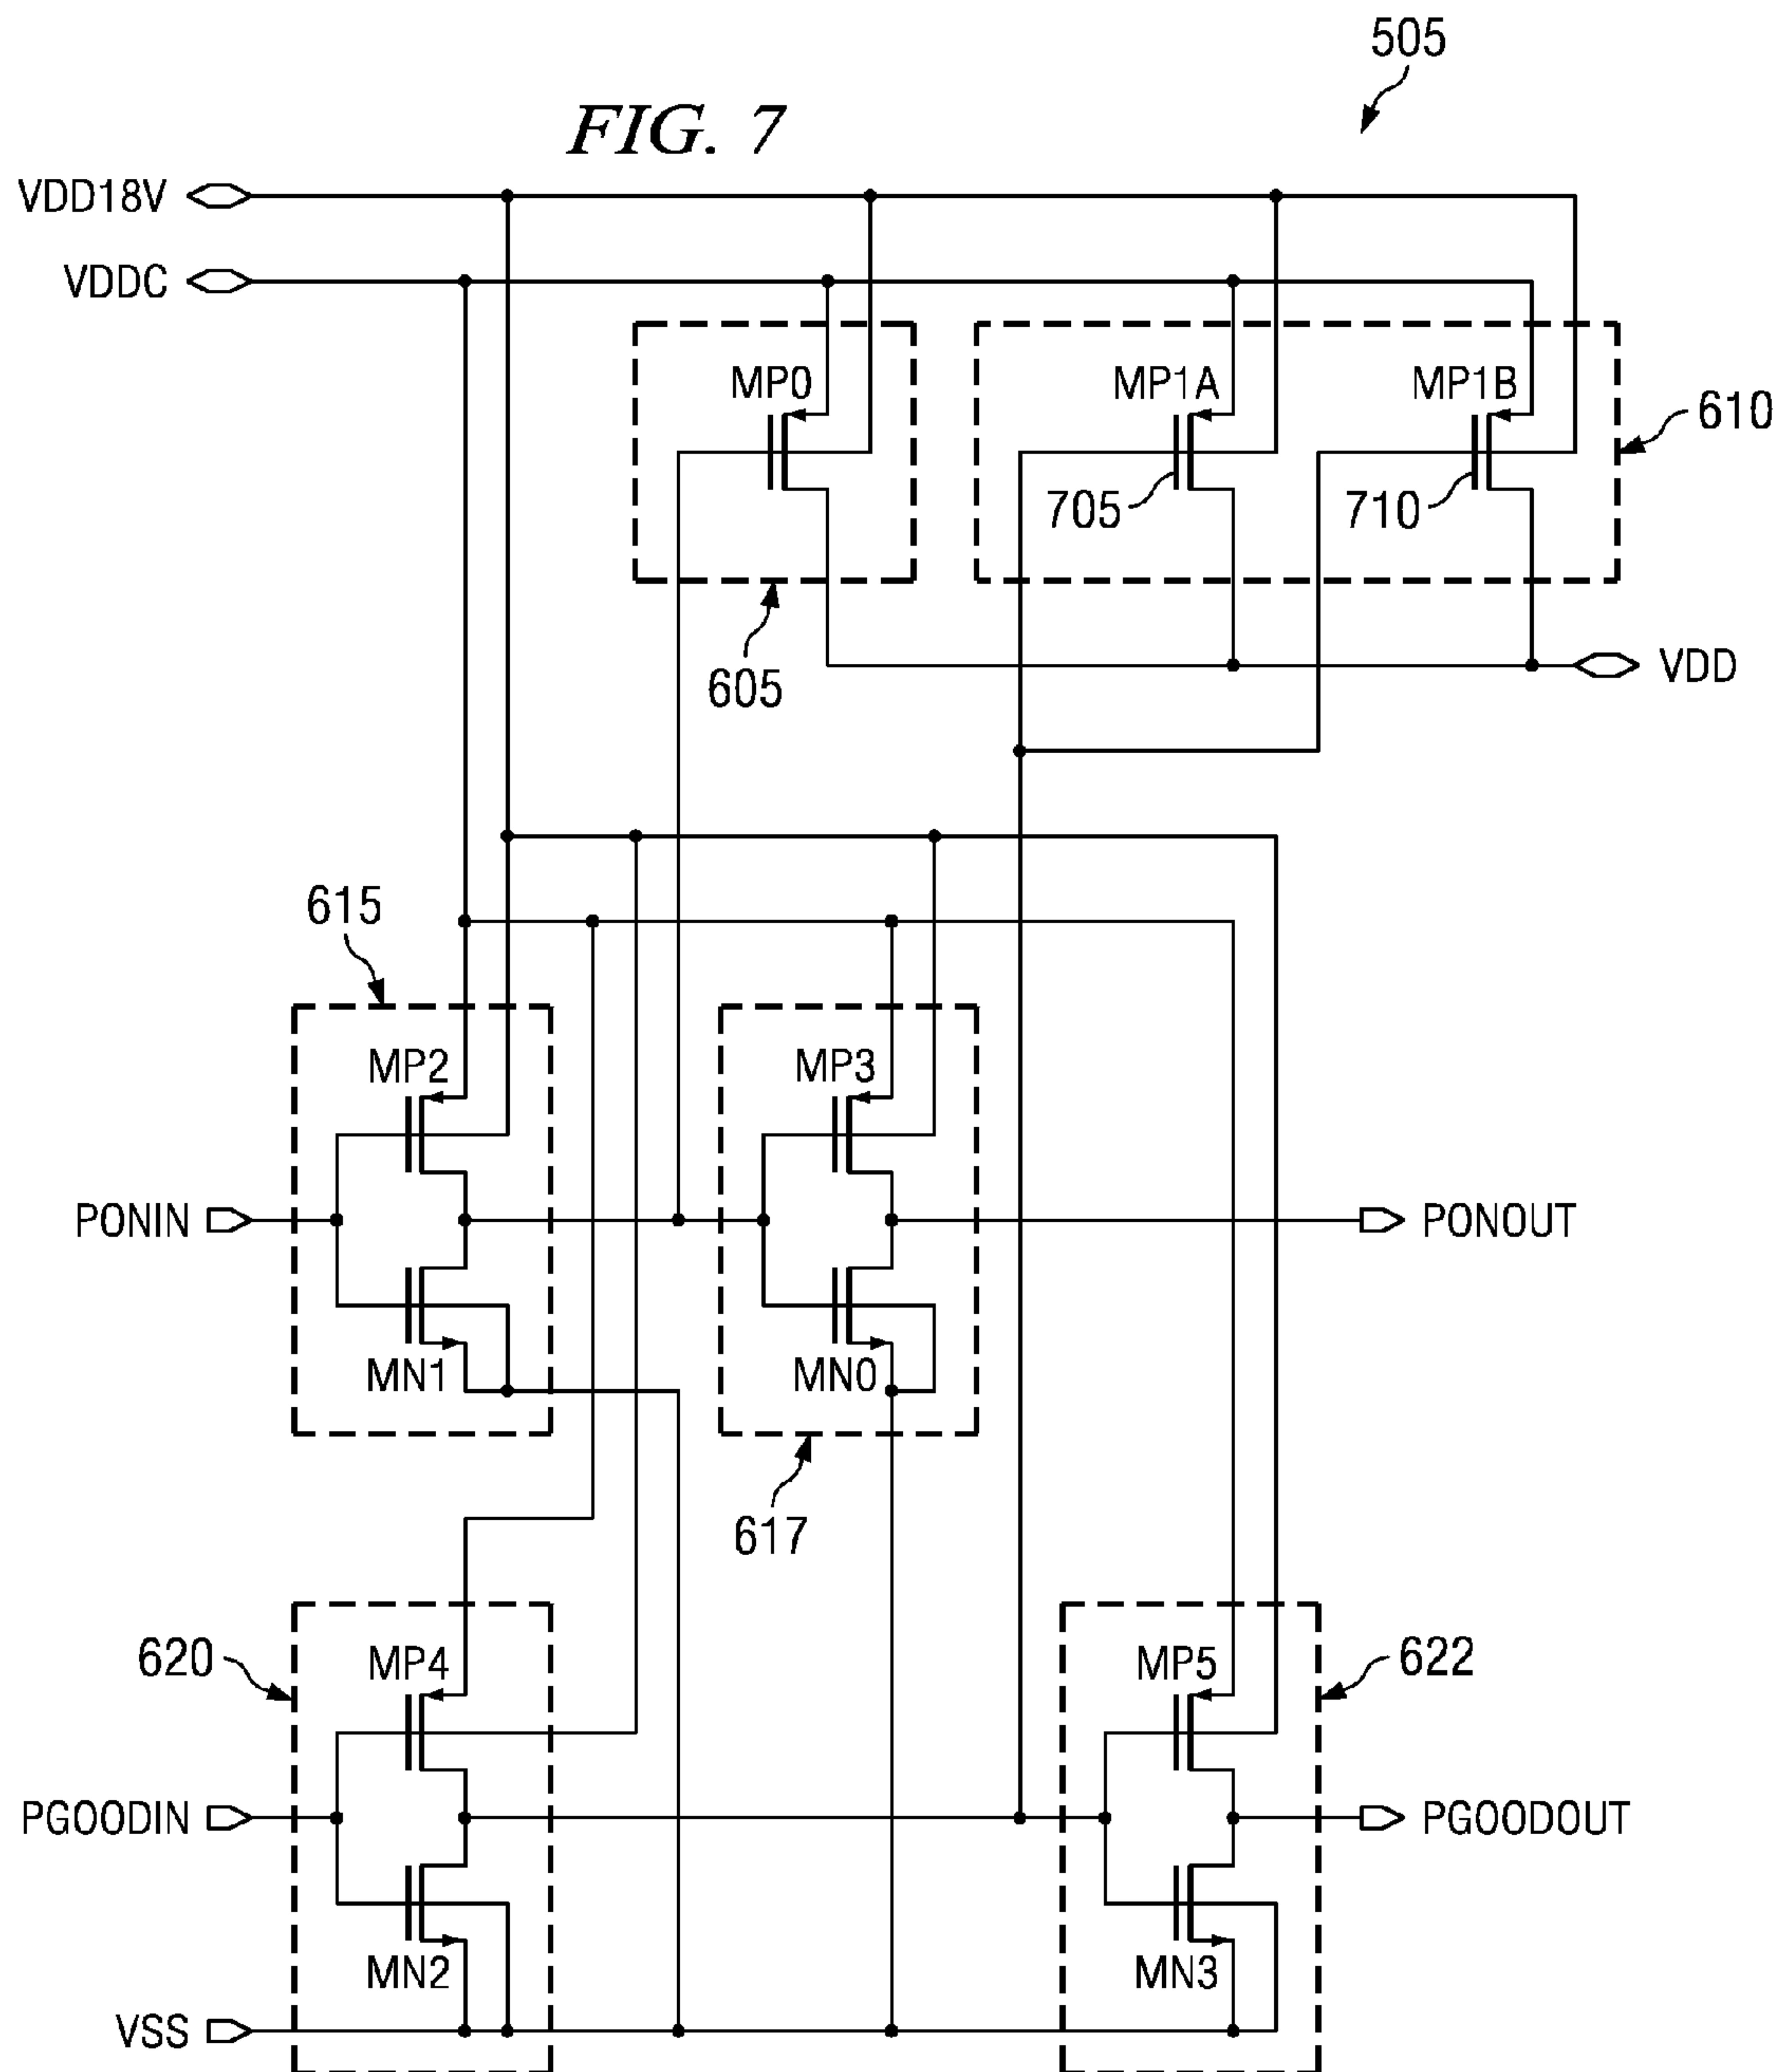 505
FIG. 7
VDD18V
VDDC
MP0
MP1A
MP1B
610
705
710
605
VDD
615
MP2
MP3
PONIN
PONOUT
MN1
MN0
617
620
MP4
MP5
622
PGOODIN
PGOODOUT
MN2
MN3
VSS